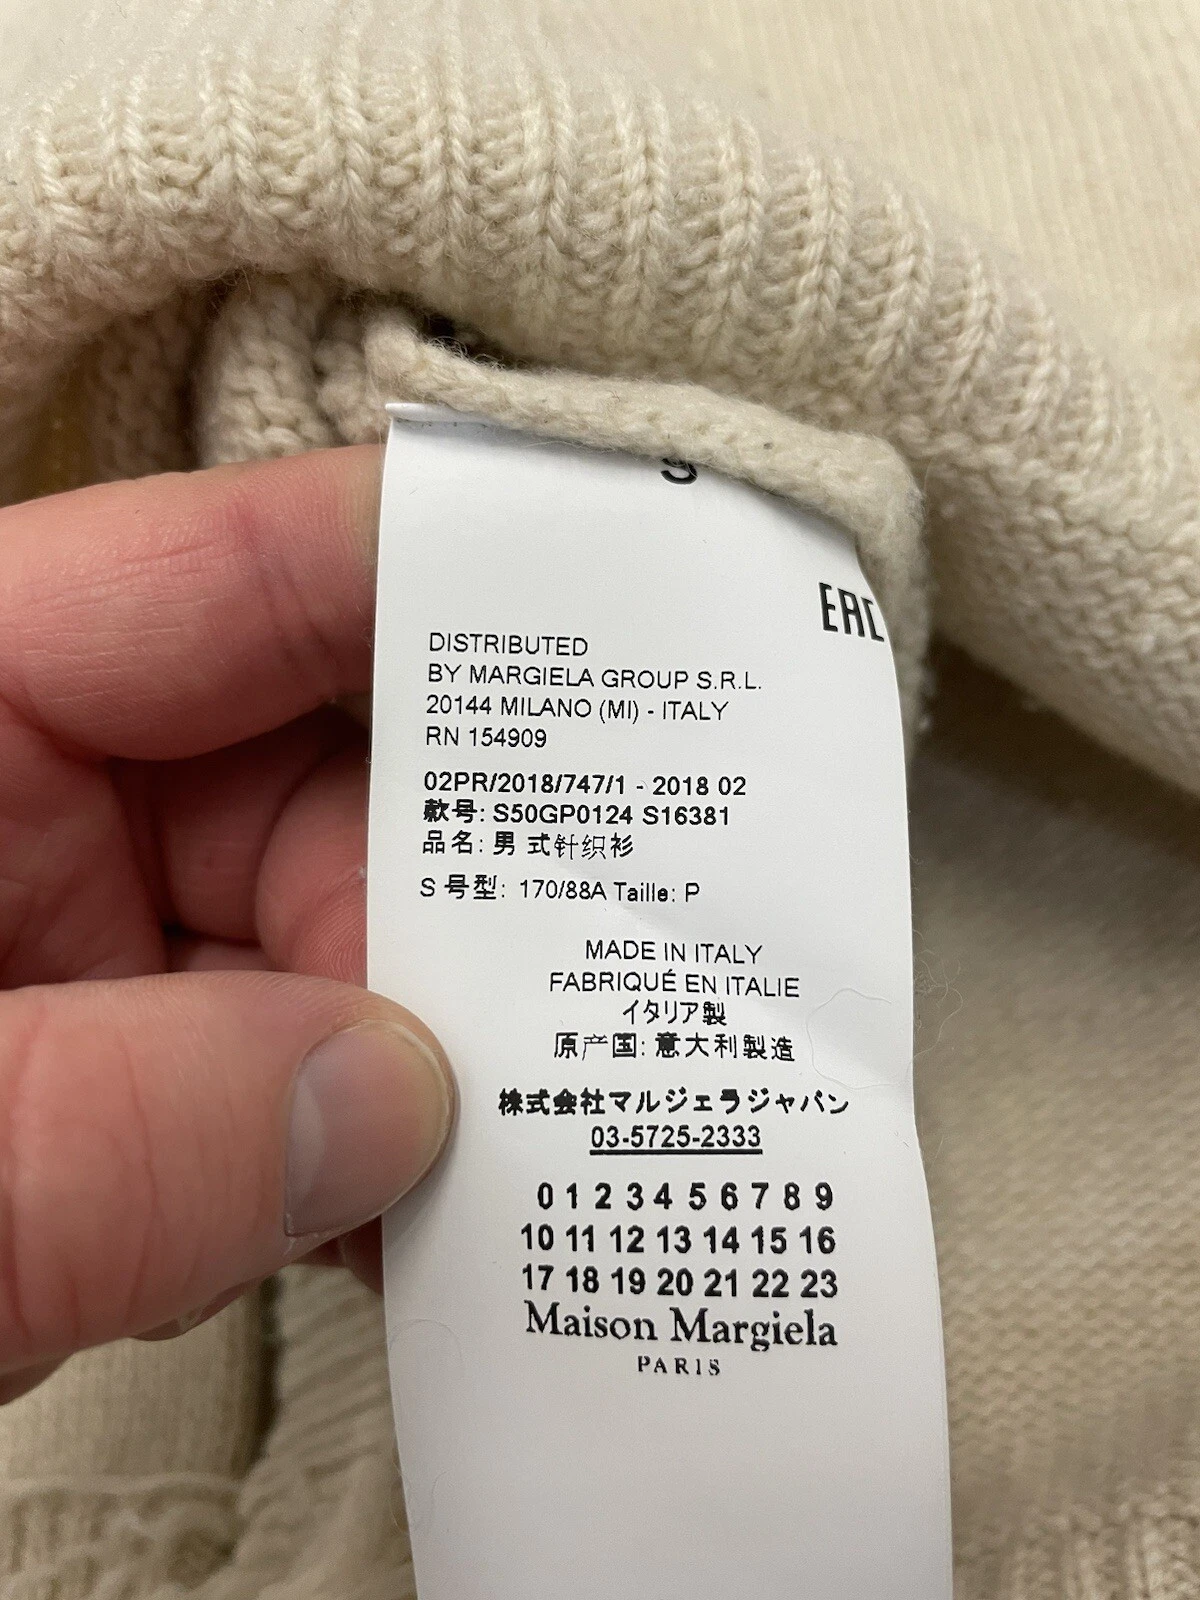 S
EAC
DISTRIBUTED
BY MARGIELA GROUP S.R.L.
20144 MILANO (MI) - ITALY
RN 154909
02PR/2018/747/1 - 2018 02
款号: S50GP0124 S16381
品名: 男 式针织衫
S 号型: 170/88A Taille: P
MADE IN ITALY
FABRIQUÉ EN ITALIE
イタリア製
原产国: 意大利製造
株式会社マルジェラジャパン
03-5725-2333
0 1 2 3 4 5 6 7 8 9
10 11 12 13 14 15 16
17 18 19 20 21 22 23
Maison Margiela
PARIS